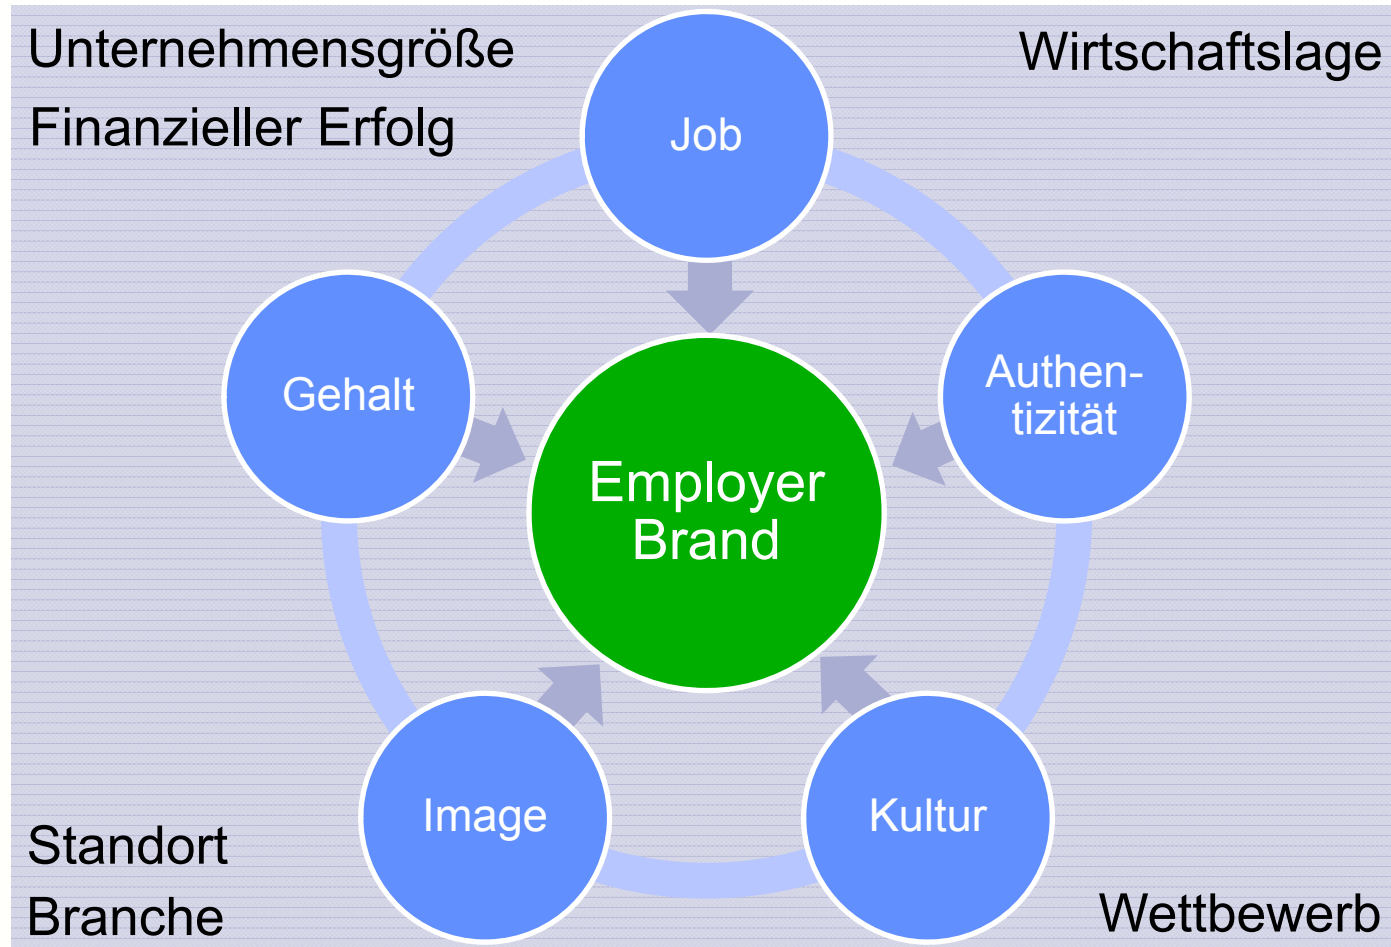 Unternehmensgröße
Finanzieller Erfolg
Wirtschaftslage
Job
Gehalt
Authen-
tizität
Employer
Brand
Image
Kultur
Standort
Branche
Wettbewerb